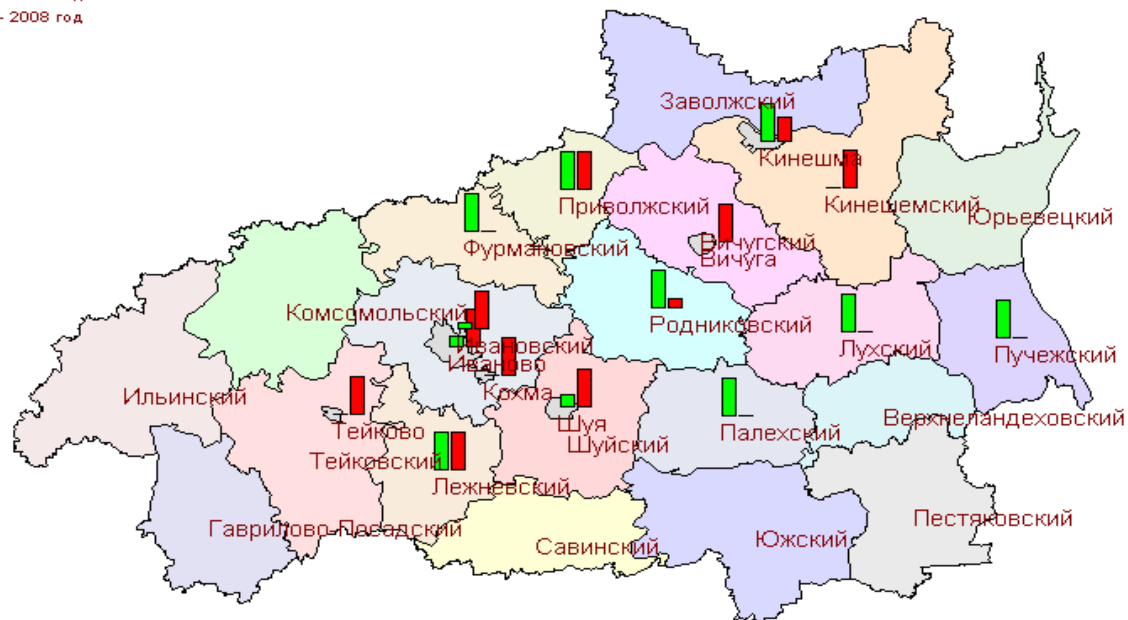 - 2008 год
Заволжский
Кинешма
Приволжский
Кинешемский
Юрьевецкий
Фурмановский
Вичугский
Вичуга
Комсомольский
Родниковский
Ивановский
Лухский
Пучежский
Иваново
Ильинский
Кохма
Верхнеландеховский
Шуя
Тейково
Палехский
Шуйский
Тейковский
Лежневский
Пестяковский
Гаврилово-Посадский
Южский
Савинский